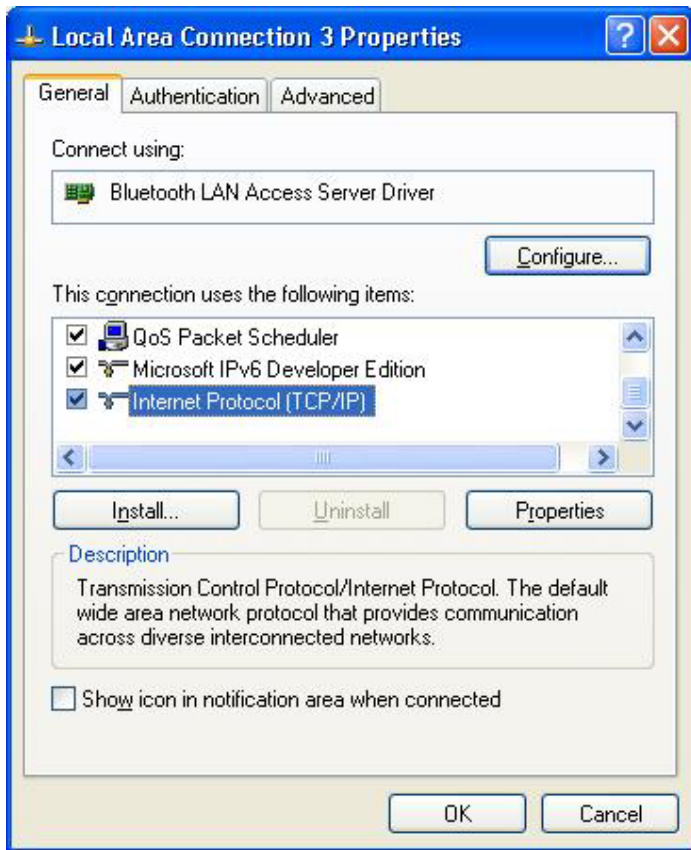 Local Area Connection 3 Properties
General Authentication Advanced
Connect using:
Bluetooth LAN Access Server Driver
Configure...
This connection uses the following items:
QoS Packet Scheduler
Microsoft IPv6 Developer Edition
Internet Protocol (TCP/IP)
Install... Uninstall Properties
Description
Transmission Control Protocol/Internet Protocol. The default
wide area network protocol that provides communication
across diverse interconnected networks.
Show icon in notification area when connected
OK Cancel